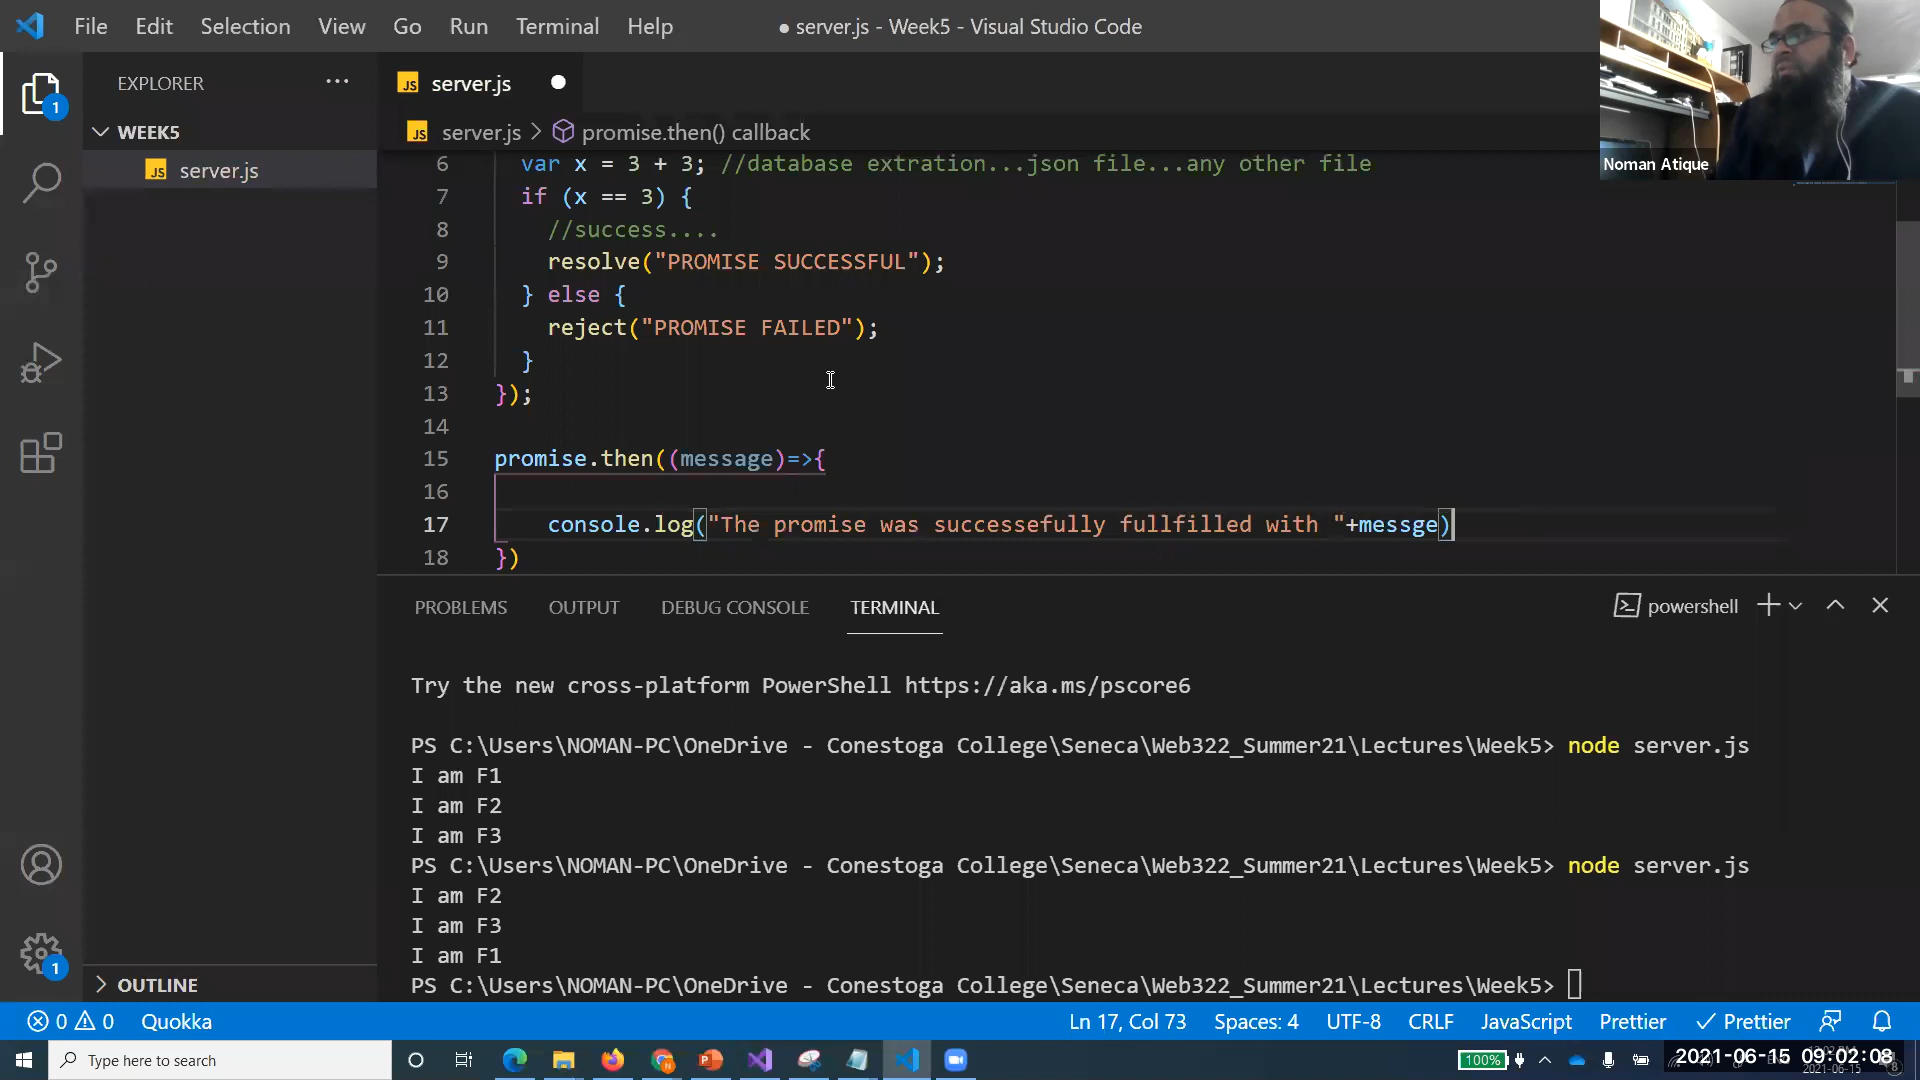 File Edit Selection View Go Run Terminal Help
● server.js - Week5 - Visual Studio Code
Noman Atique
EXPLORER ···
WEEK5
JS server.js
JS server.js ●
JS server.js > promise.then() callback
6 var x = 3 + 3; //database extration...json file...any other file
7 if (x == 3) {
8 //success....
9 resolve("PROMISE SUCCESSFUL");
10 } else {
11 reject("PROMISE FAILED");
12 }
13 });
14
15 promise.then((message)=>{
16
17 console.log("The promise was successefully fullfilled with "+messge)
18 })
PROBLEMS OUTPUT DEBUG CONSOLE TERMINAL
powershell
Try the new cross-platform PowerShell https://aka.ms/pscore6
PS C:\Users\NOMAN-PC\OneDrive - Conestoga College\Seneca\Web322_Summer21\Lectures\Week5> node server.js
I am F1
I am F2
I am F3
PS C:\Users\NOMAN-PC\OneDrive - Conestoga College\Seneca\Web322_Summer21\Lectures\Week5> node server.js
I am F2
I am F3
I am F1
PS C:\Users\NOMAN-PC\OneDrive - Conestoga College\Seneca\Web322_Summer21\Lectures\Week5>
1
1
OUTLINE
0 0 Quokka
Ln 17, Col 73 Spaces: 4 UTF-8 CRLF JavaScript Prettier ✓ Prettier
Type here to search
100%
2021-06-15 09:02:08
2021-06-15